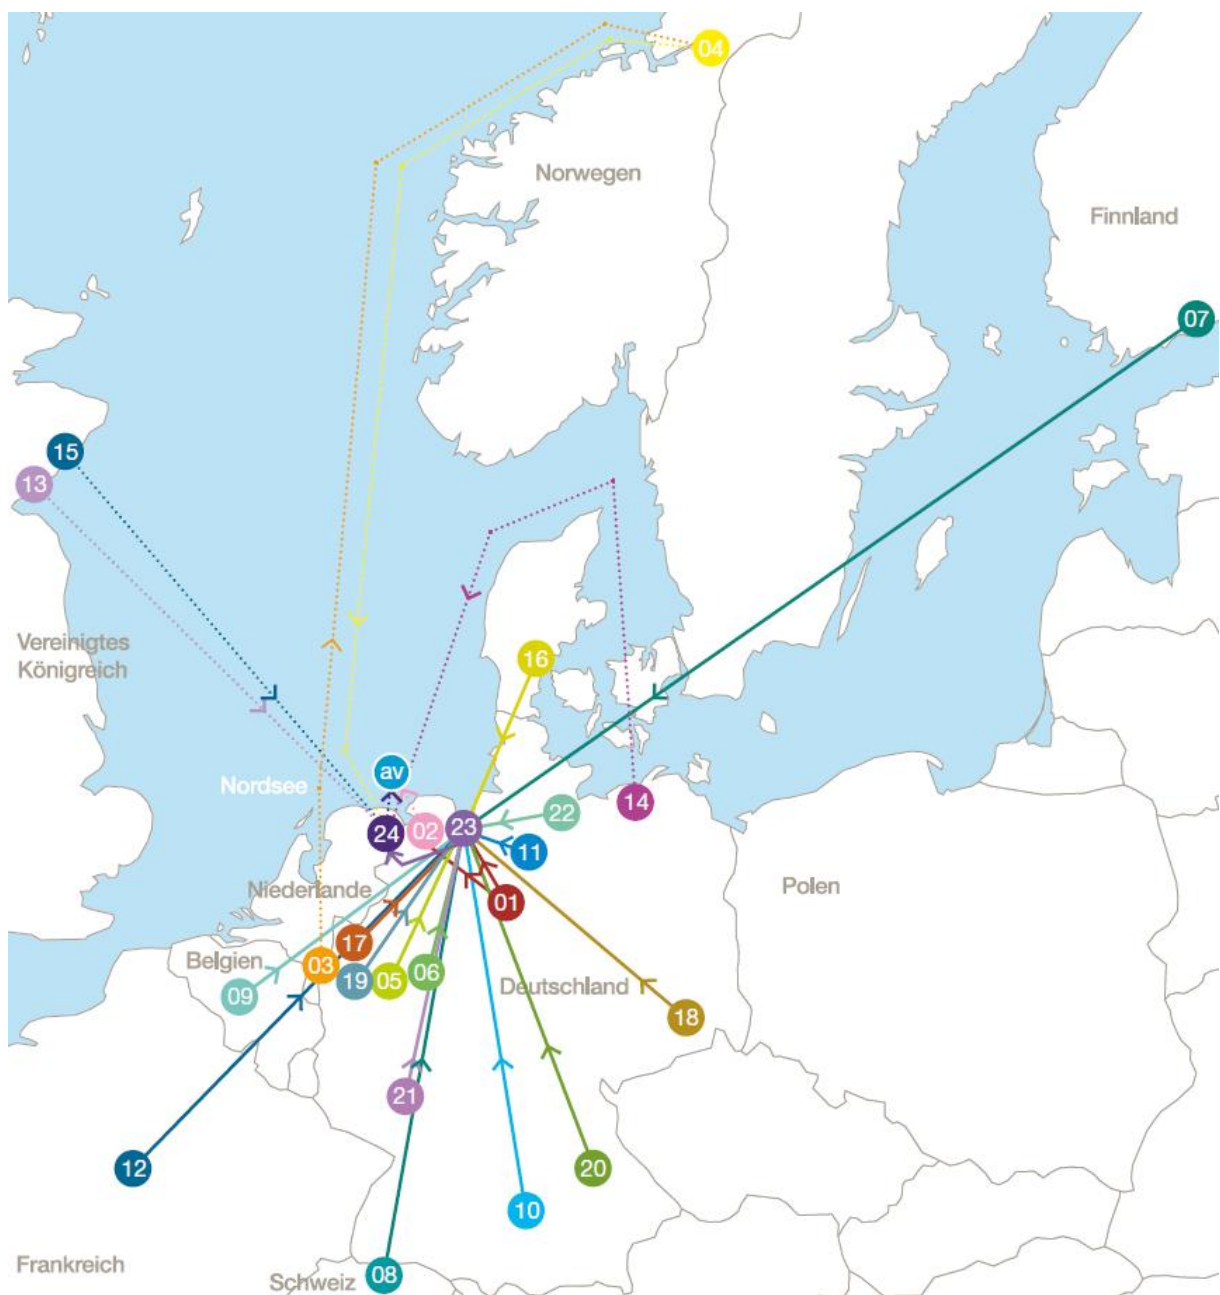 04
Norwegen
Finnland
07
15
13
Vereinigtes
Königreich
16
Nordsee
av
14
22
24
02
23
11
Niederlande
Polen
01
17
Belgien
03
19
05
06
Deutschland
09
18
21
12
20
10
Frankreich
Schweiz
08